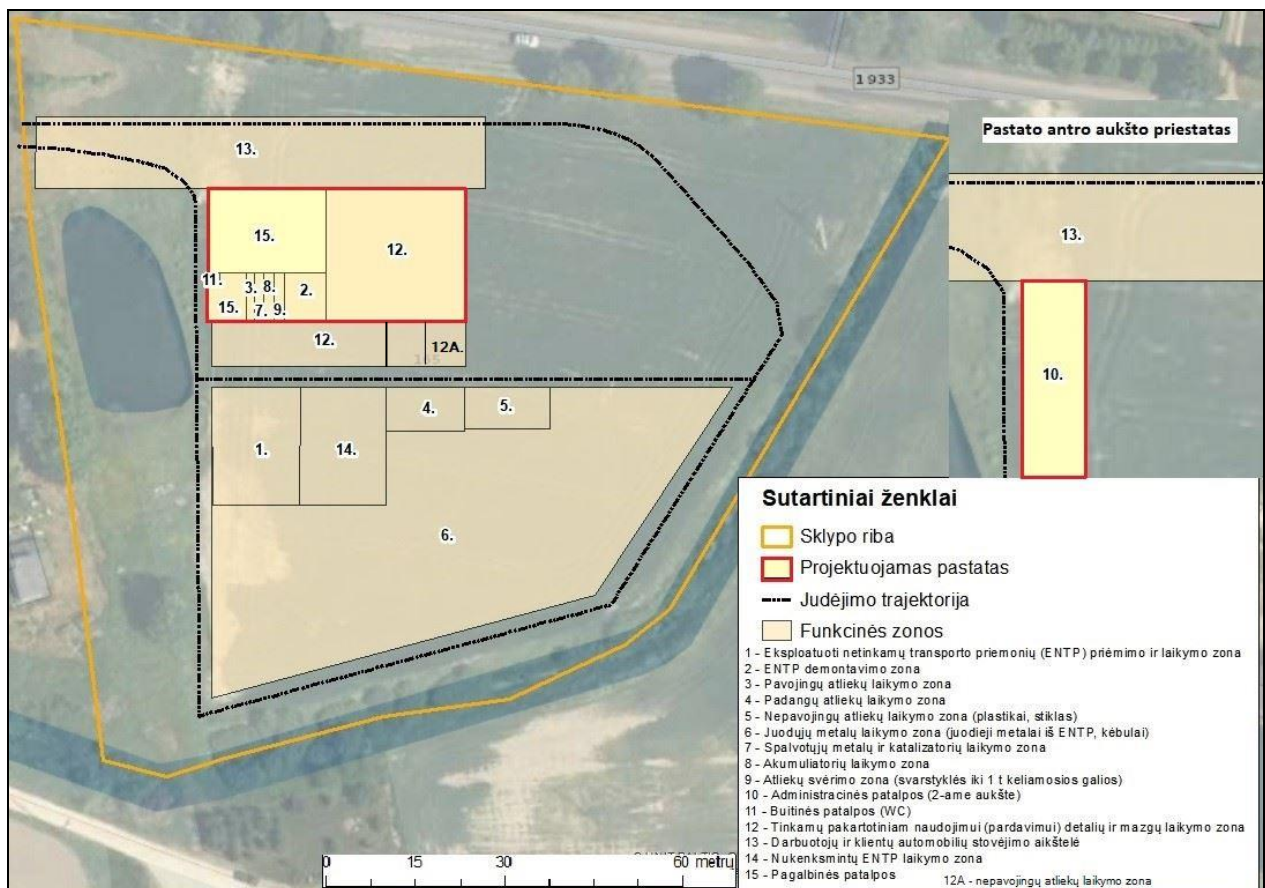 1933
Pastato antro aukšto priestatas
13.
13.
15.
12.
11.
3.
8.
2.
15.
7.
9.
10.
12.
12A.
4.
5.
1.
14.
6.
Sutartiniai ženklai
Sklypo riba
Projektuojamas pastatas
Judėjimo trajektorija
Funkcinės zonos
1 - Eksploatuoti netinkamų transporto priemonių (ENTP) priėmimo ir laikymo zona
2 - ENTP demontavimo zona
3 - Pavojingų atliekų laikymo zona
4 - Padangų atliekų laikymo zona
5 - Nepavojingų atliekų laikymo zona (plastikai, stiklas)
6 - Juodųjų metalų laikymo zona (juodieji metalai iš ENTP, kėbulai)
7 - Spalvotųjų metalų ir katalizatorių laikymo zona
8 - Akumuliatorių laikymo zona
9 - Atliekų svėrimo zona (svarstyklės iki 1 t keliamosios galios)
10 - Administracinės patalpos (2-ame aukšte)
11 - Buitinės patalpos (WC)
12 - Tinkamų pakartotiniam naudojimui (pardavimui) detalių ir mazgų laikymo zona
13 - Darbuotojų ir klientų automobilių stovėjimo aikštelė
14 - Nukenksmintų ENTP laikymo zona
15 - Pagalbinės patalpos
12A - nepavojingų atliekų laikymo zona
0 15 30 60 metrų